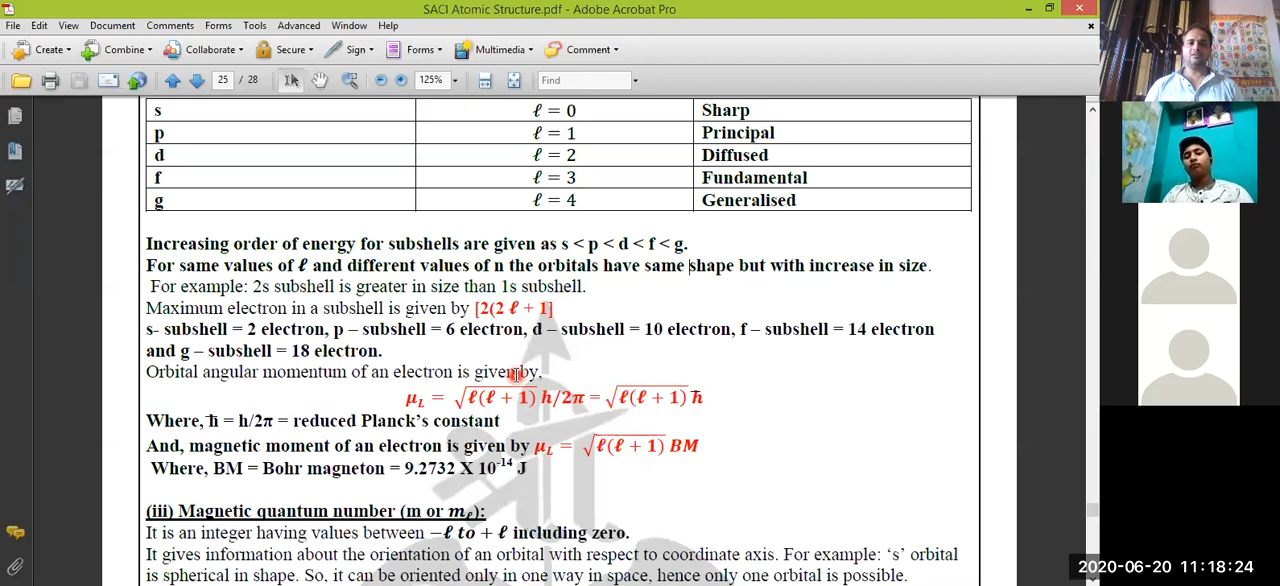 SACI Atomic Structure.pdf - Adobe Acrobat Pro
File Edit View Document Comments Forms Tools Advanced Window Help
Create Combine Collaborate Secure Sign Forms Multimedia Comment
25 / 28 125% Find
s ℓ = 0 Sharp
p ℓ = 1 Principal
d ℓ = 2 Diffused
f ℓ = 3 Fundamental
g ℓ = 4 Generalised
Increasing order of energy for subshells are given as s < p < d < f < g.
For same values of ℓ and different values of n the orbitals have same shape but with increase in size.
For example: 2s subshell is greater in size than 1s subshell.
Maximum electron in a subshell is given by [2(2 ℓ + 1]
s- subshell = 2 electron, p – subshell = 6 electron, d – subshell = 10 electron, f – subshell = 14 electron
and g – subshell = 18 electron.
Orbital angular momentum of an electron is given by,
μL = √ℓ(ℓ + 1) h/2π = √ℓ(ℓ + 1) ħ
Where, ħ = h/2π = reduced Planck's constant
And, magnetic moment of an electron is given by μL = √ℓ(ℓ + 1) BM
Where, BM = Bohr magneton = 9.2732 X 10⁻¹⁴ J
(iii) Magnetic quantum number (m or mℓ):
It is an integer having values between −ℓ to + ℓ including zero.
It gives information about the orientation of an orbital with respect to coordinate axis. For example: 's' orbital
is spherical in shape. So, it can be oriented only in one way in space, hence only one orbital is possible.
2020-06-20 11:18:24